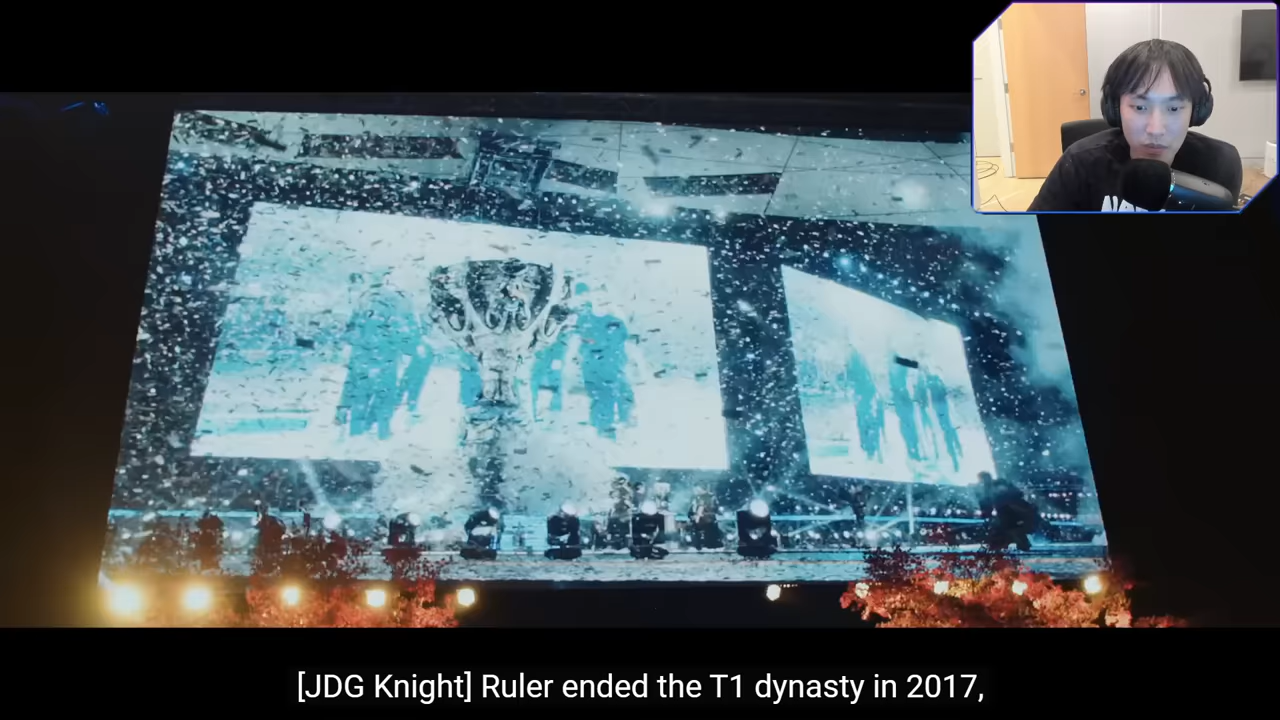 [JDG Knight] Ruler ended the T1 dynasty in 2017,